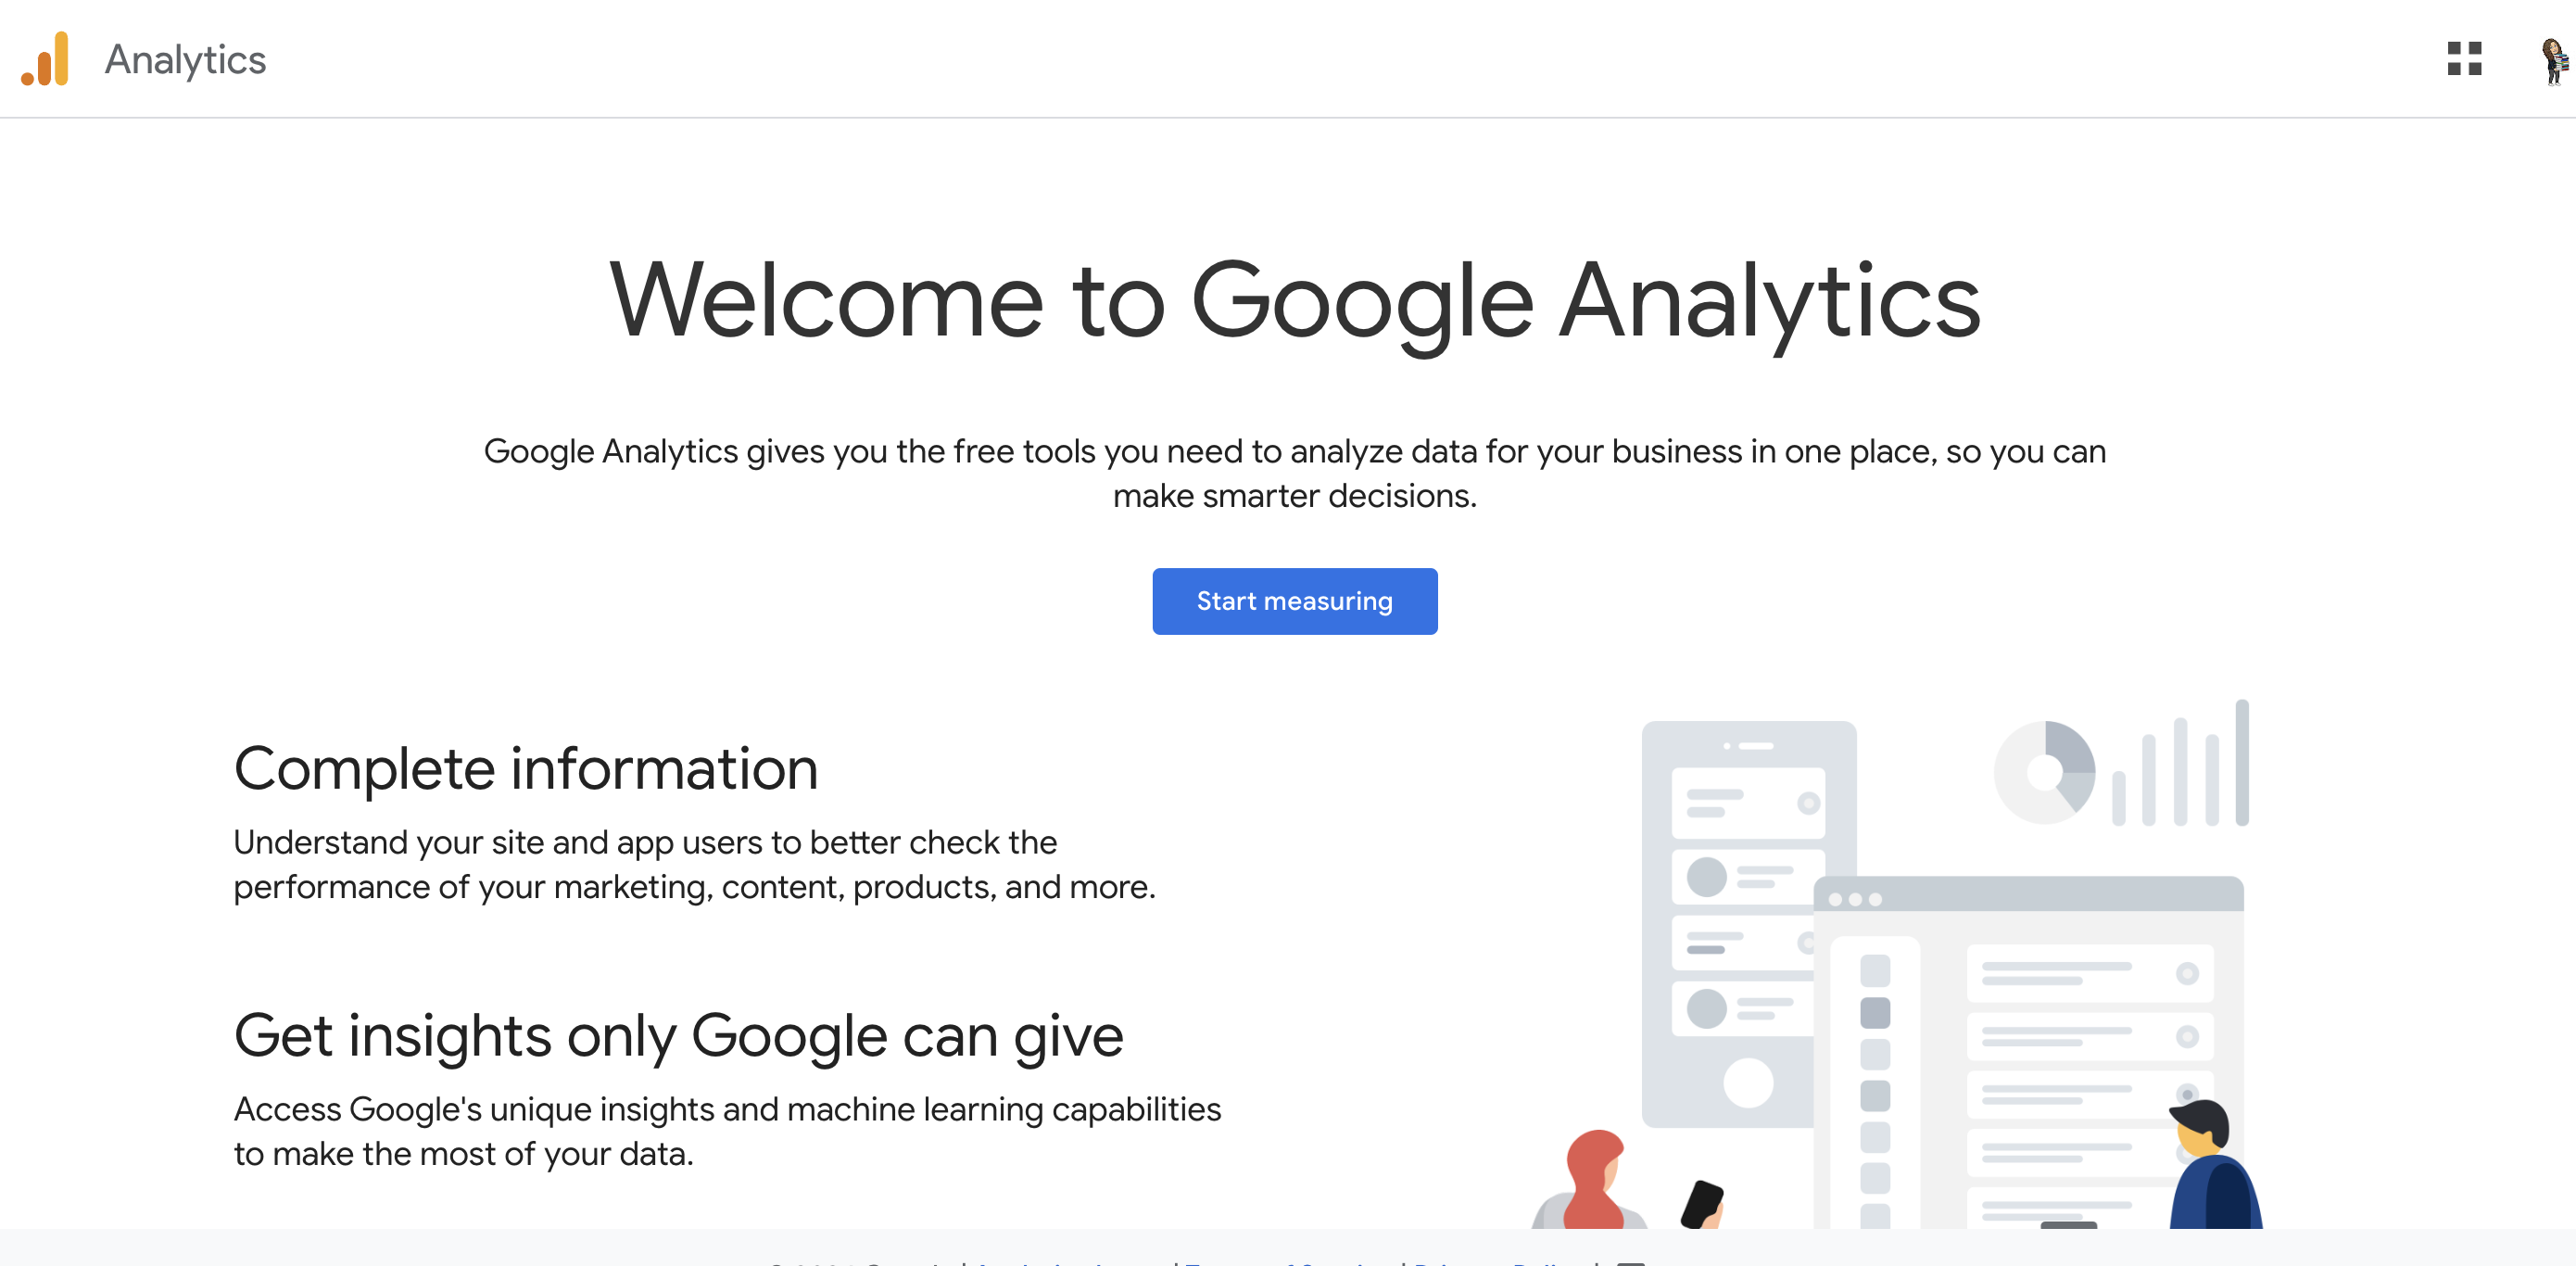 Analytics
Welcome to Google Analytics
Google Analytics gives you the free tools you need to analyze data for your business in one place, so you can
make smarter decisions.
Start measuring
Complete information
Understand your site and app users to better check the
performance of your marketing, content, products, and more.
Get insights only Google can give
Access Google's unique insights and machine learning capabilities
to make the most of your data.